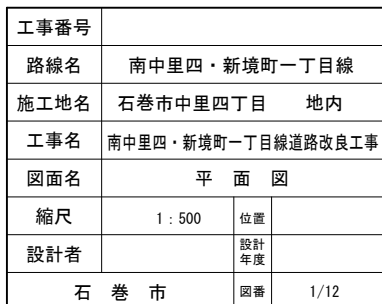 工事番号
路線名 南中里四・新境町一丁目線
施工地名 石巻市中里四丁目 地内
工事名 南中里四・新境町一丁目線道路改良工事
図面名 平 面 図
縮尺 1:500 位置
設計者 設計年度
石 巻 市 図番 1/12